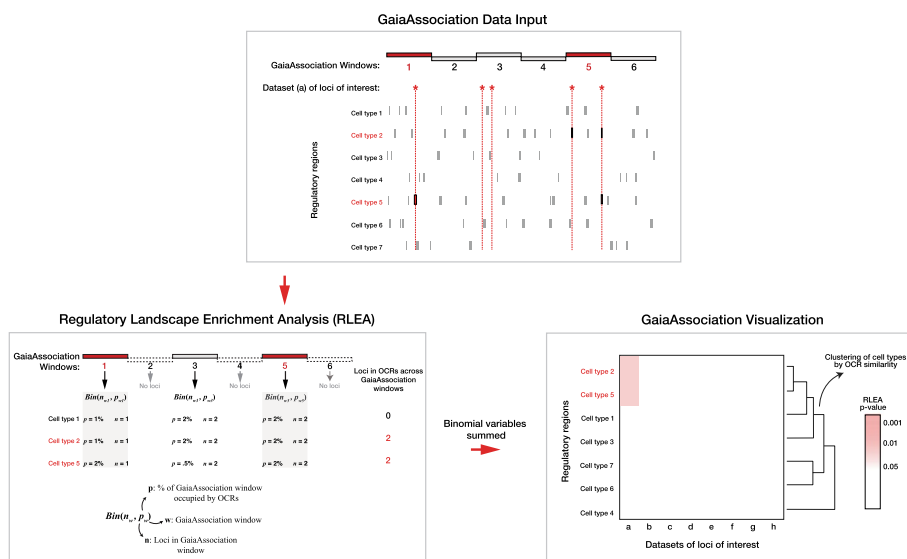 GaiaAssociation Data Input
GaiaAssociation Windows:
1 2 3 4 5 6
Dataset (a) of loci of interest:
* * * * *
Regulatory regions
Cell type 1
Cell type 2
Cell type 3
Cell type 4
Cell type 5
Cell type 6
Cell type 7
Regulatory Landscape Enrichment Analysis (RLEA)
GaiaAssociation
Windows:
1 2 3 4 5 6
No loci No loci No loci
Loci in OCRs across
GaiaAssociation
windows
Bin(n w1, p w1) Bin(n w1, p w1) Bin(n w1, p w1)
Cell type 1 p = 1% n = 1 p = 2% n = 2 p = 2% n = 2 0
Cell type 2 p = 1% n = 1 p = 2% n = 2 p = 2% n = 2 2
Cell type 5 p = 2% n = 1 p = .5% n = 2 p = 2% n = 2 2
p: % of GaiaAssociation window
occupied by OCRs
Bin(n w, p w)
w: GaiaAssociation window
n: Loci in GaiaAssociation
window
Binomial variables
summed
GaiaAssociation Visualization
Regulatory regions
Cell type 2
Cell type 5
Cell type 1
Cell type 3
Cell type 7
Cell type 6
Cell type 4
a b c d e f g h
Datasets of loci of interest
Clustering of cell types
by OCR similarity
RLEA
p-value
0.001
0.01
0.05